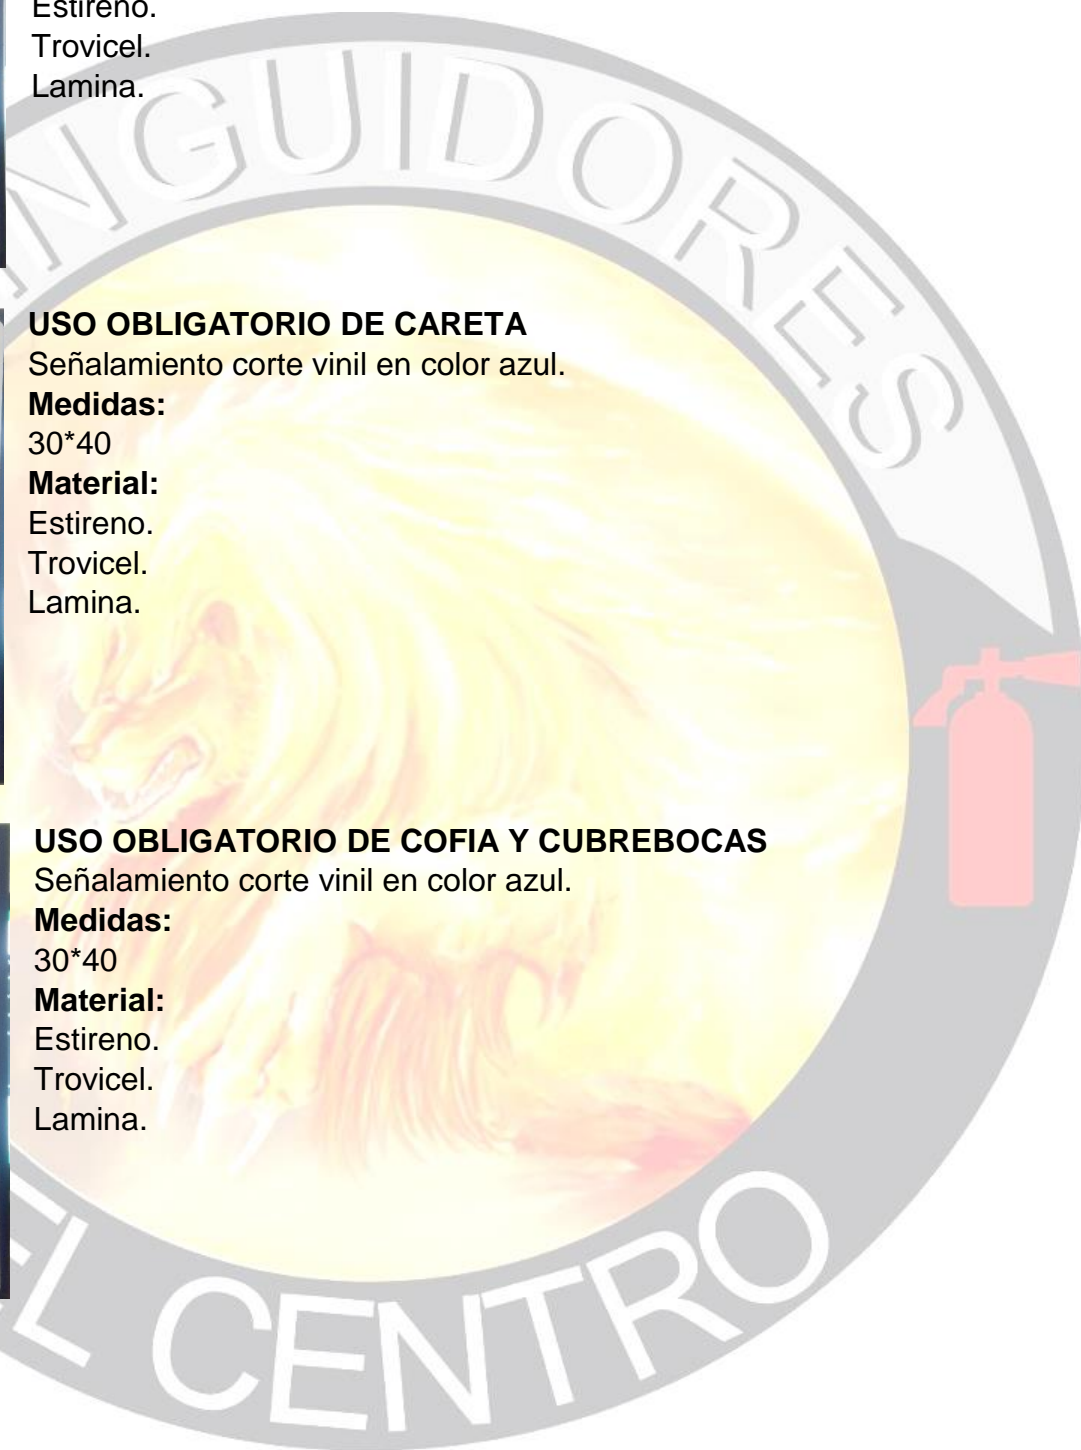 Estireno.
Trovicel.
Lamina.
USO OBLIGATORIO DE CARETA
Señalamiento corte vinil en color azul.
Medidas:
30*40
Material:
Estireno.
Trovicel.
Lamina.
USO OBLIGATORIO DE COFIA Y CUBREBOCAS
Señalamiento corte vinil en color azul.
Medidas:
30*40
Material:
Estireno.
Trovicel.
Lamina.
INGUIDORES
EL CENTRO